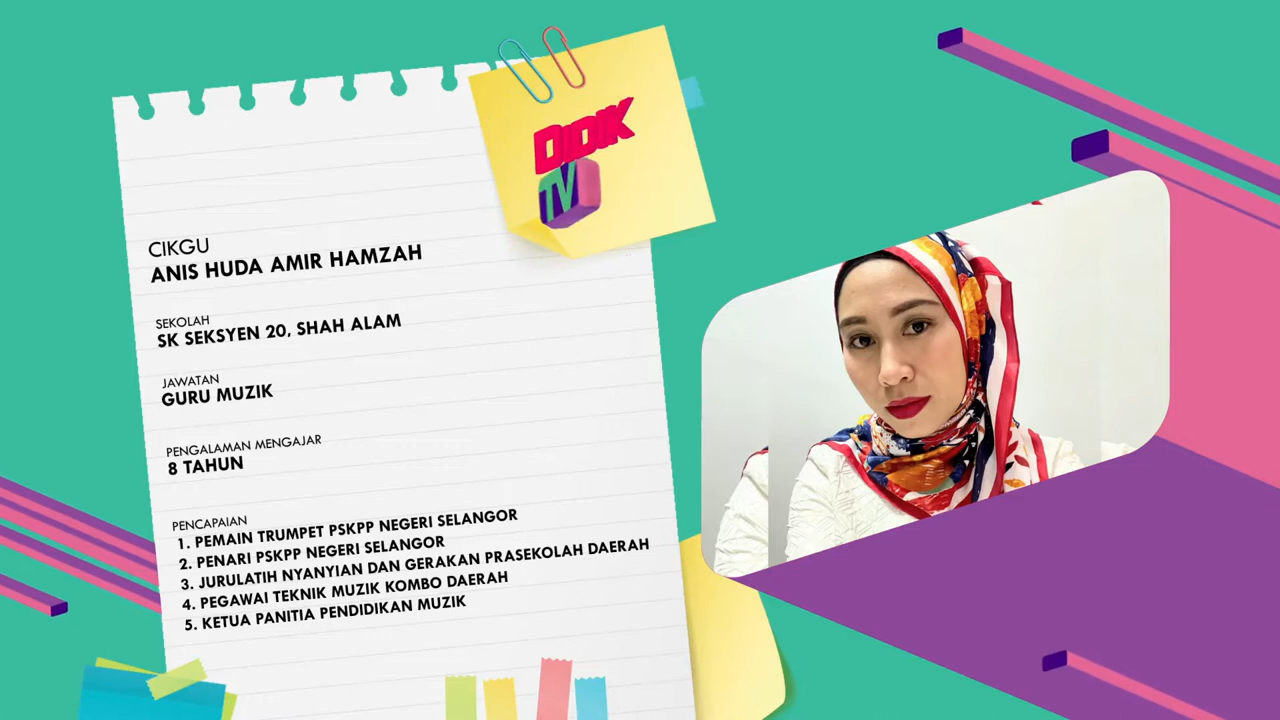 DIDIK
TV
CIKGU
ANIS HUDA AMIR HAMZAH
SEKOLAH
SK SEKSYEN 20, SHAH ALAM
JAWATAN
GURU MUZIK
PENGALAMAN MENGAJAR
8 TAHUN
PENCAPAIAN
1. PEMAIN TRUMPET PSKPP NEGERI SELANGOR
2. PENARI PSKPP NEGERI SELANGOR
3. JURULATIH NYANYIAN DAN GERAKAN PRASEKOLAH DAERAH
4. PEGAWAI TEKNIK MUZIK KOMBO DAERAH
5. KETUA PANITIA PENDIDIKAN MUZIK